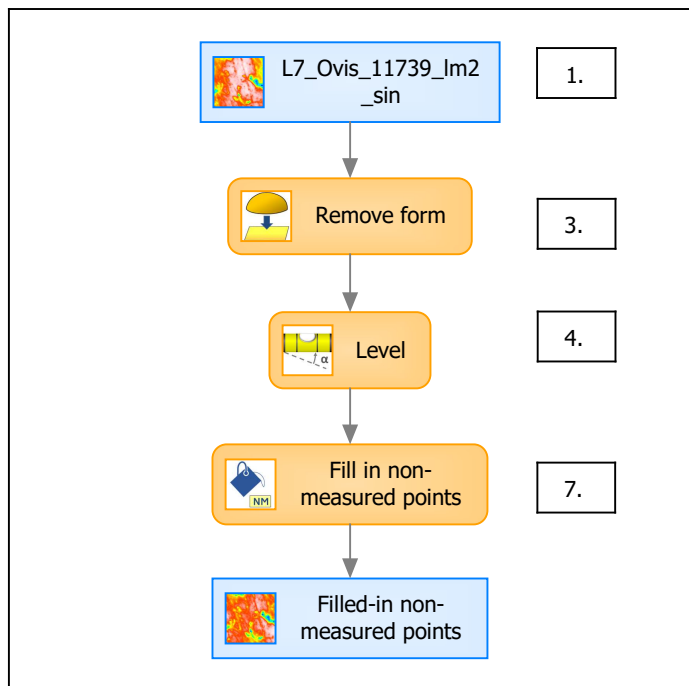 L7_Ovis_11739_lm2
_sin
1.
Remove form
3.
α
Level
4.
Fill in non-
measured points
NM
7.
Filled-in non-
measured points